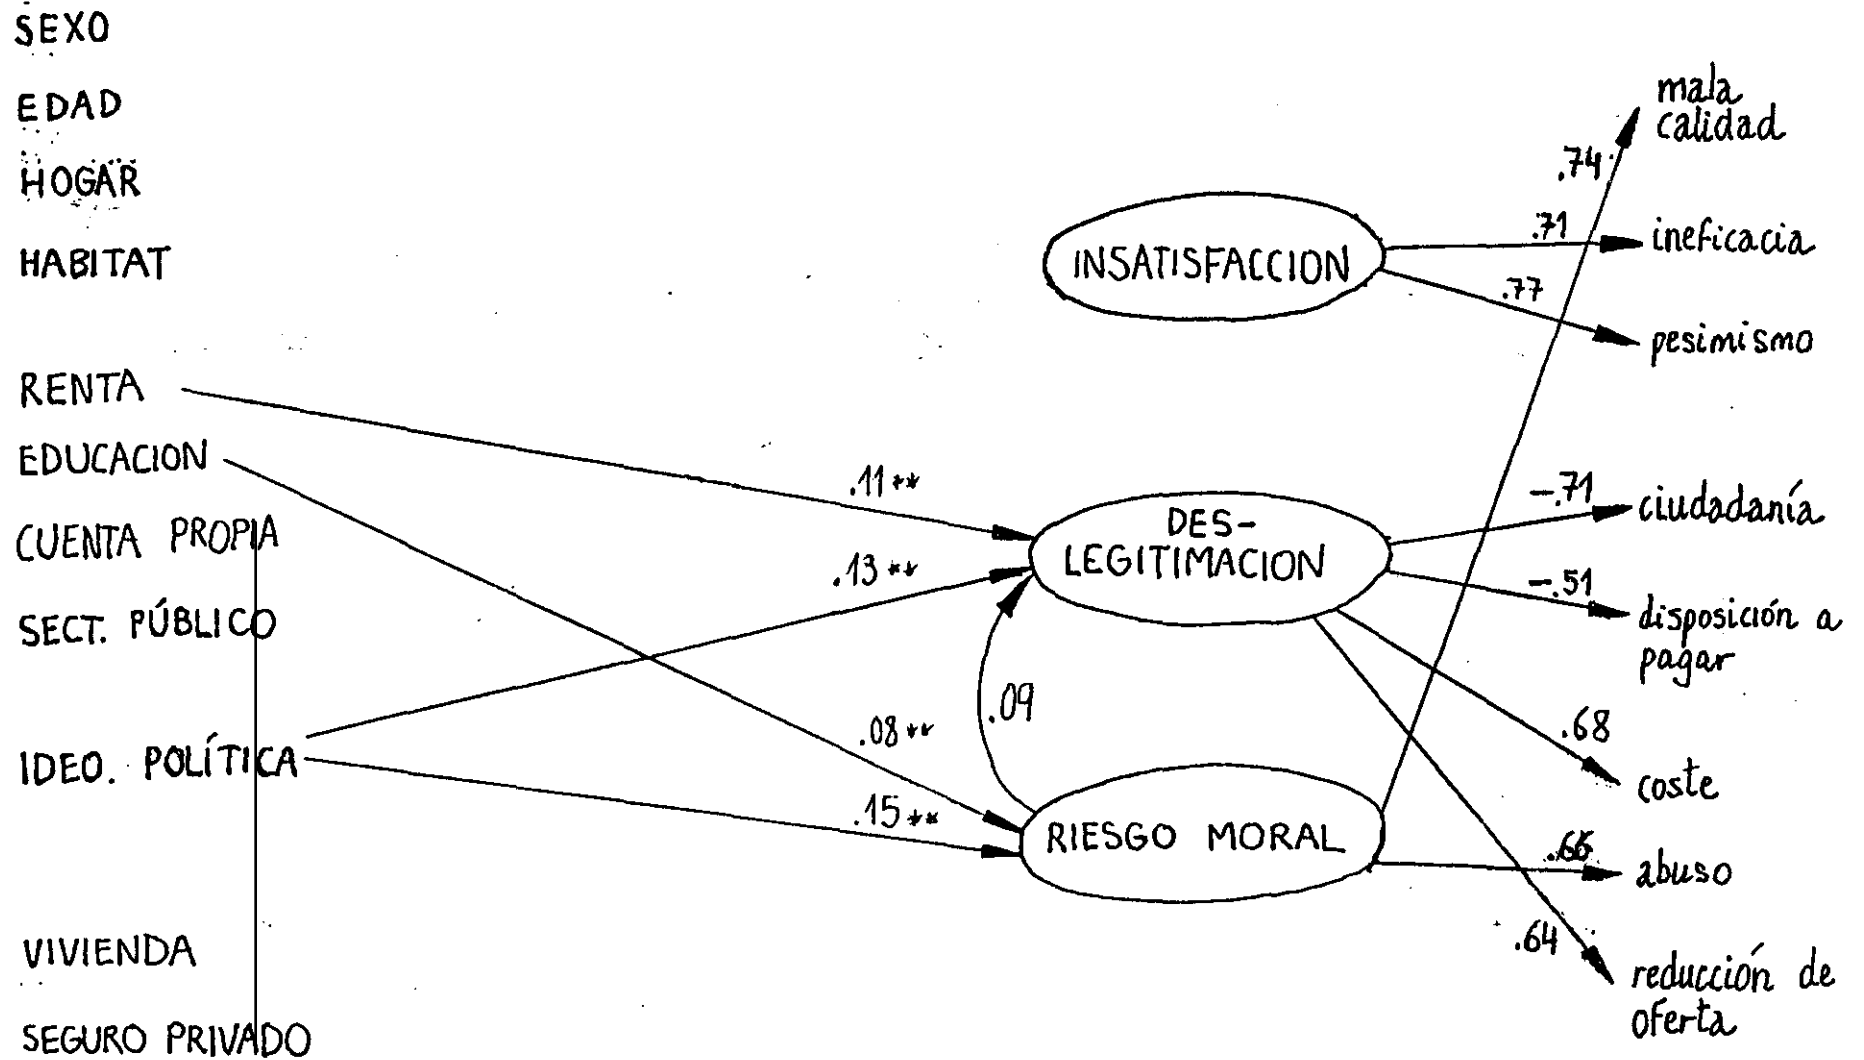 SEXO
EDAD
HOGAR
HABITAT
RENTA
EDUCACION
CUENTA PROPIA
SECT. PÚBLICO
IDEO. POLÍTICA
VIVIENDA
SEGURO PRIVADO
.11**
.13**
.08**
.15**
.09
INSATISFACCION
DES-
LEGITIMACION
RIESGO MORAL
.74
.71
.77
-.71
-.51
.68
.66
.64
mala
calidad
ineficacia
pesimismo
ciudadanía
disposición a
pagar
coste
abuso
reducción de
oferta